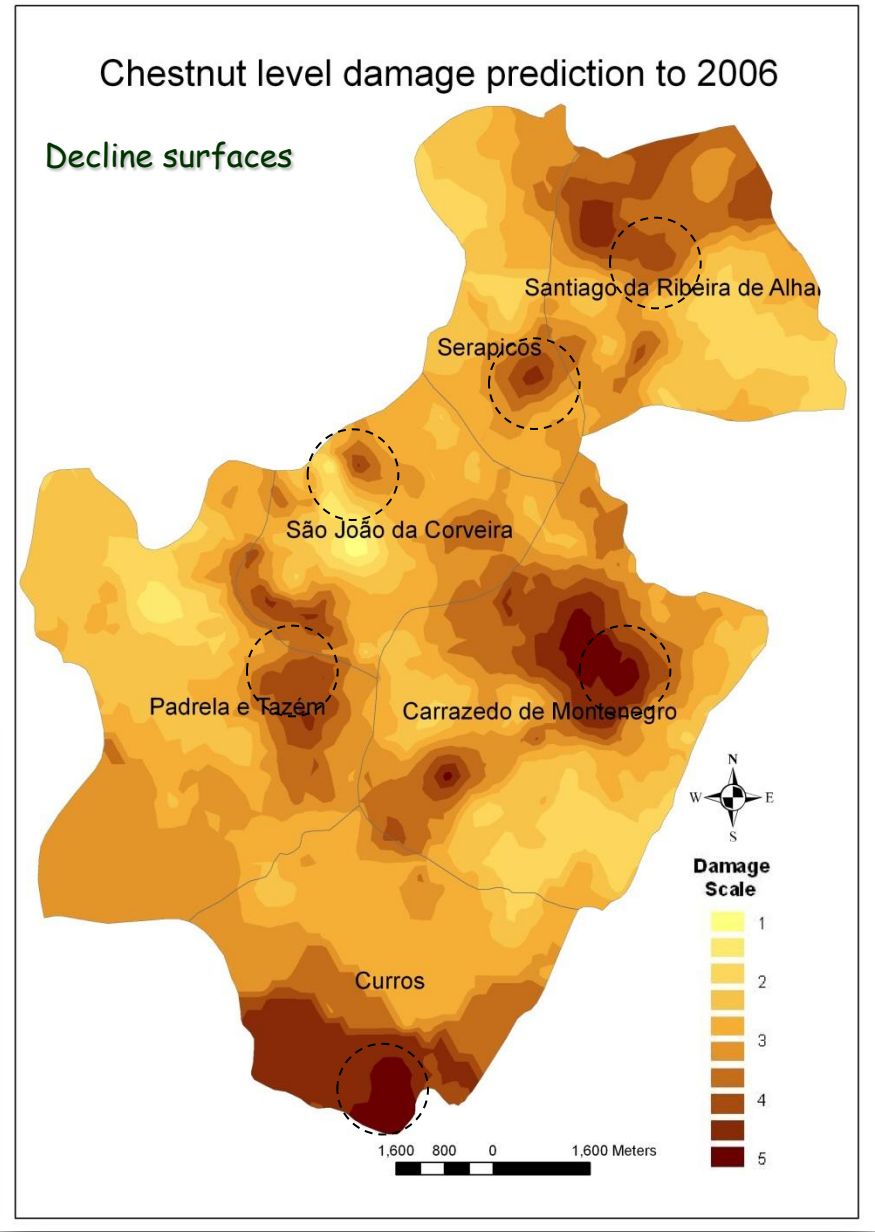 Chestnut level damage prediction to 2006
Decline surfaces
Santiago da Ribeira de Alha
Serapicos
São João da Corveira
Padrela e Tazém
Carrazedo de Montenegro
N
W E
S
Damage
Scale
1
2
3
4
5
Curros
1,600 800 0 1,600 Meters